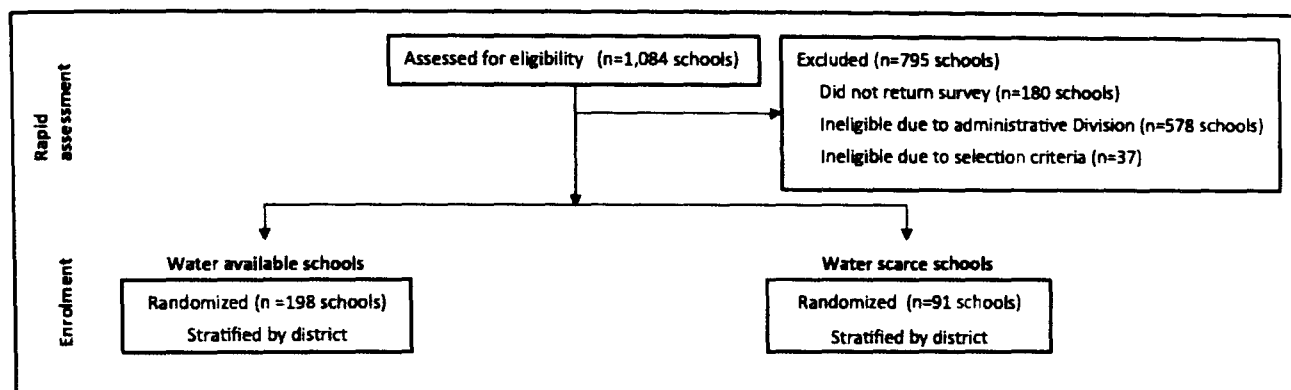 Rapid
assessment
Assessed for eligibility (n=1,084 schools)
Excluded (n=795 schools)
Did not return survey (n=180 schools)
Ineligible due to administrative Division (n=578 schools)
Ineligible due to selection criteria (n=37)
Enrolment
Water available schools
Randomized (n =198 schools)
Stratified by district
Water scarce schools
Randomized (n=91 schools)
Stratified by district